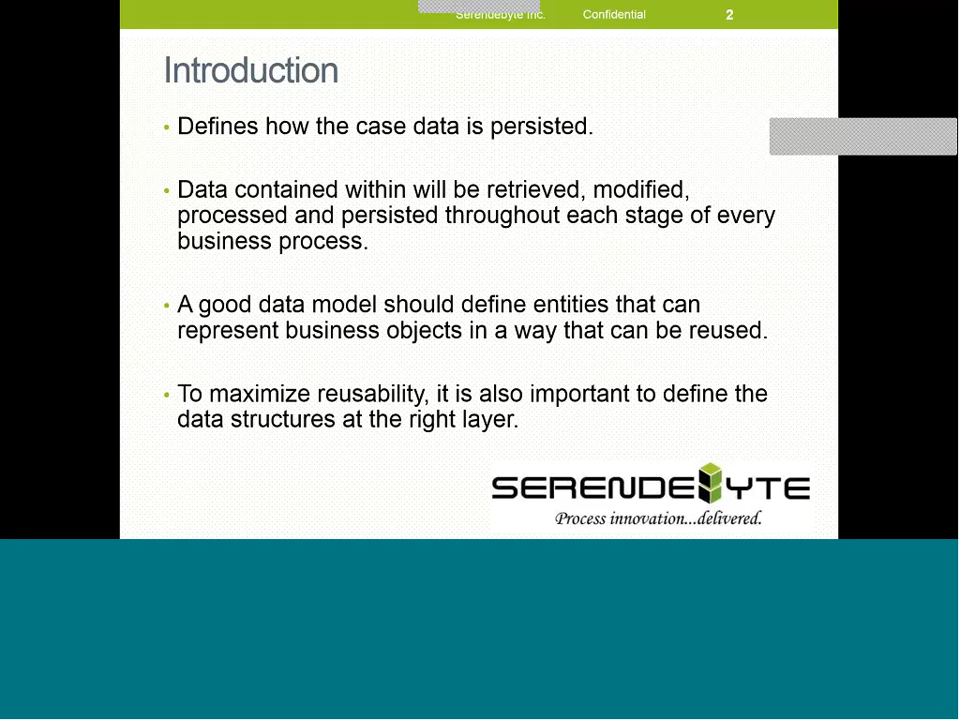 Serendebyte Inc. Confidential 2
Introduction
• Defines how the case data is persisted.
• Data contained within will be retrieved, modified,
processed and persisted throughout each stage of every
business process.
• A good data model should define entities that can
represent business objects in a way that can be reused.
• To maximize reusability, it is also important to define the
data structures at the right layer.
SERENDEBYTE
Process innovation...delivered.